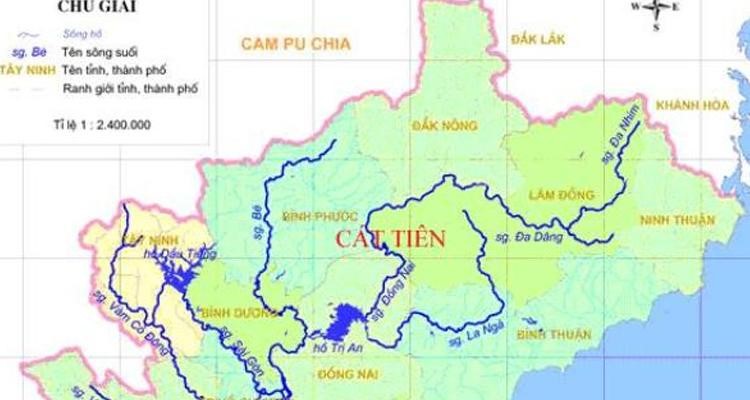 CHÚ GIẢI
Sông hồ
sg. Bé Tên sông suối
TÂY NINH Tên tỉnh, thành phố
Ranh giới tỉnh, thành phố
Tỉ lệ 1 : 2.400.000
W E
S
CAM PU CHIA
ĐẮK LẮK
KHÁNH HÒA
ĐẮK NÔNG
sg. Đa Nhim
LÂM ĐỒNG
NINH THUẬN
sg. Bé
BÌNH PHƯỚC
CÁT TIÊN
sg. Đa Dâng
TÂY NINH
hồ Dầu Tiếng
sg. Đồng Nai
sg. Vàm Cỏ Đông
BÌNH DƯƠNG
sg. Sài Gòn
hồ Trị An
sg. La Ngà
BÌNH THUẬN
ĐỒNG NAI